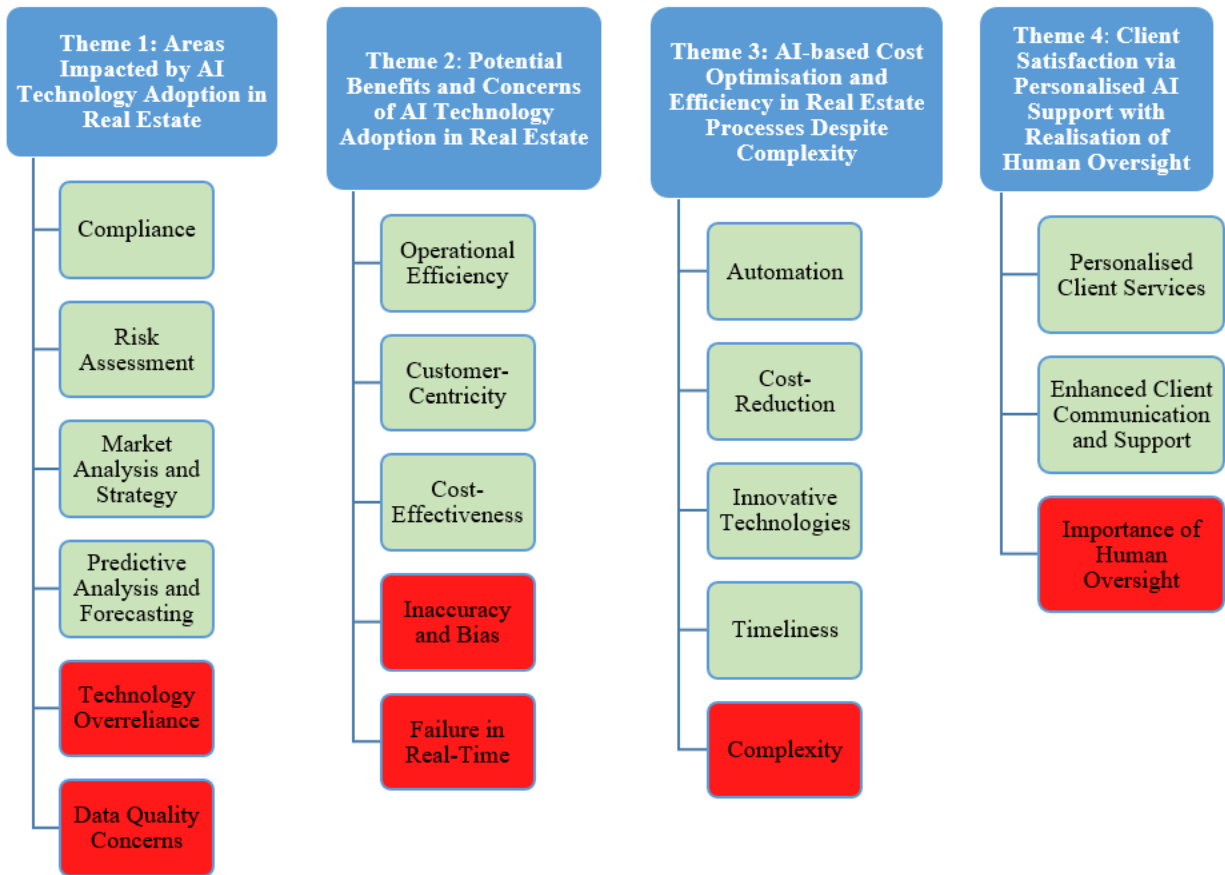 Theme 1: Areas
Impacted by AI
Technology Adoption in
Real Estate
Compliance
Risk
Assessment
Market
Analysis and
Strategy
Predictive
Analysis and
Forecasting
Technology
Overreliance
Data Quality
Concerns
Theme 2: Potential
Benefits and Concerns
of AI Technology
Adoption in Real Estate
Operational
Efficiency
Customer-
Centricity
Cost-
Effectiveness
Inaccuracy
and Bias
Failure in
Real-Time
Theme 3: AI-based Cost
Optimisation and
Efficiency in Real Estate
Processes Despite
Complexity
Automation
Cost-
Reduction
Innovative
Technologies
Timeliness
Complexity
Theme 4: Client
Satisfaction via
Personalised AI
Support with
Realisation of
Human Oversight
Personalised
Client Services
Enhanced Client
Communication
and Support
Importance of
Human
Oversight